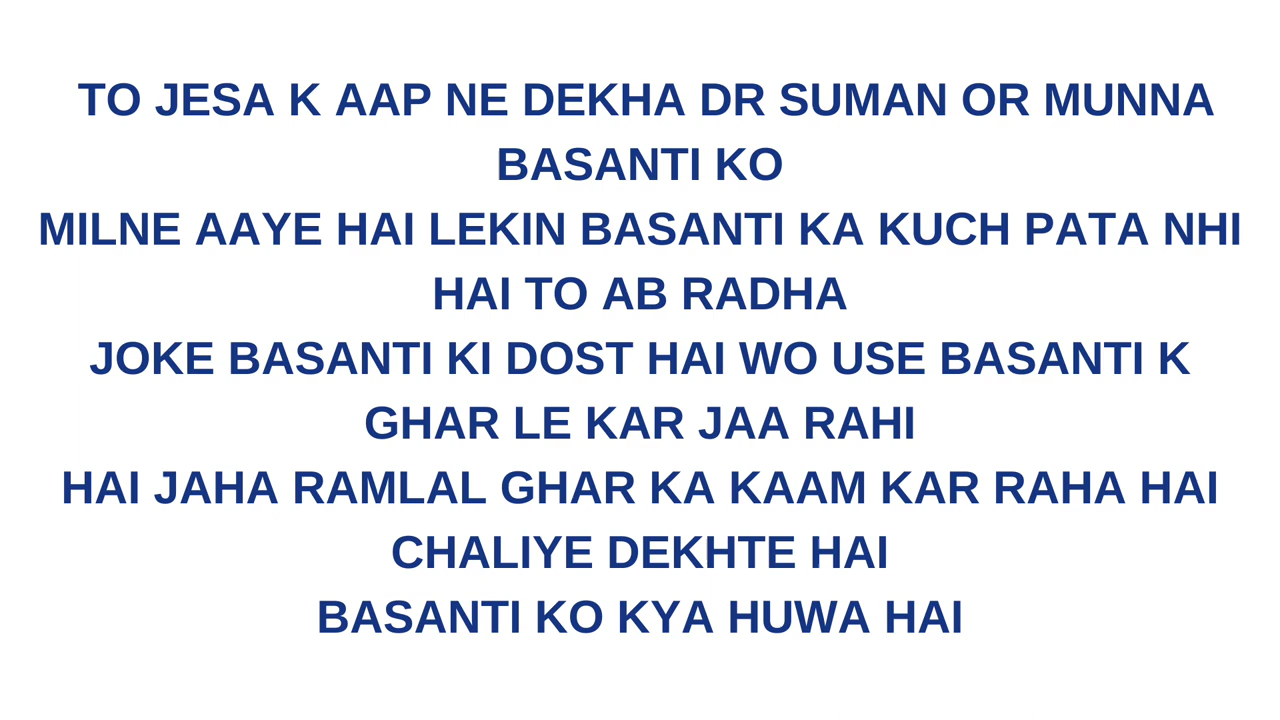 TO JESA K AAP NE DEKHA DR SUMAN OR MUNNA
BASANTI KO
MILNE AAYE HAI LEKIN BASANTI KA KUCH PATA NHI
HAI TO AB RADHA
JOKE BASANTI KI DOST HAI WO USE BASANTI K
GHAR LE KAR JAA RAHI
HAI JAHA RAMLAL GHAR KA KAAM KAR RAHA HAI
CHALIYE DEKHTE HAI
BASANTI KO KYA HUWA HAI